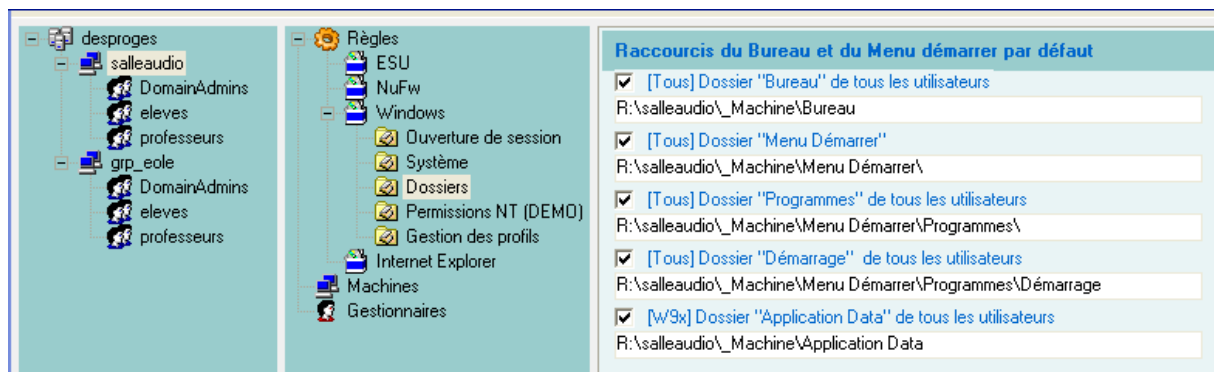 desproges
salleaudio
DomainAdmins
eleves
professeurs
grp_eole
DomainAdmins
eleves
professeurs
Règles
ESU
NuFw
Windows
Ouverture de session
Système
Dossiers
Permissions NT (DEMO)
Gestion des profils
Internet Explorer
Machines
Gestionnaires
Raccourcis du Bureau et du Menu démarrer par défaut
[Tous] Dossier "Bureau" de tous les utilisateurs
R:\salleaudio\_Machine\Bureau
[Tous] Dossier "Menu Démarrer"
R:\salleaudio\_Machine\Menu Démarrer\
[Tous] Dossier "Programmes" de tous les utilisateurs
R:\salleaudio\_Machine\Menu Démarrer\Programmes\
[Tous] Dossier "Démarrage" de tous les utilisateurs
R:\salleaudio\_Machine\Menu Démarrer\Programmes\Démarrage
[W9x] Dossier "Application Data" de tous les utilisateurs
R:\salleaudio\_Machine\Application Data